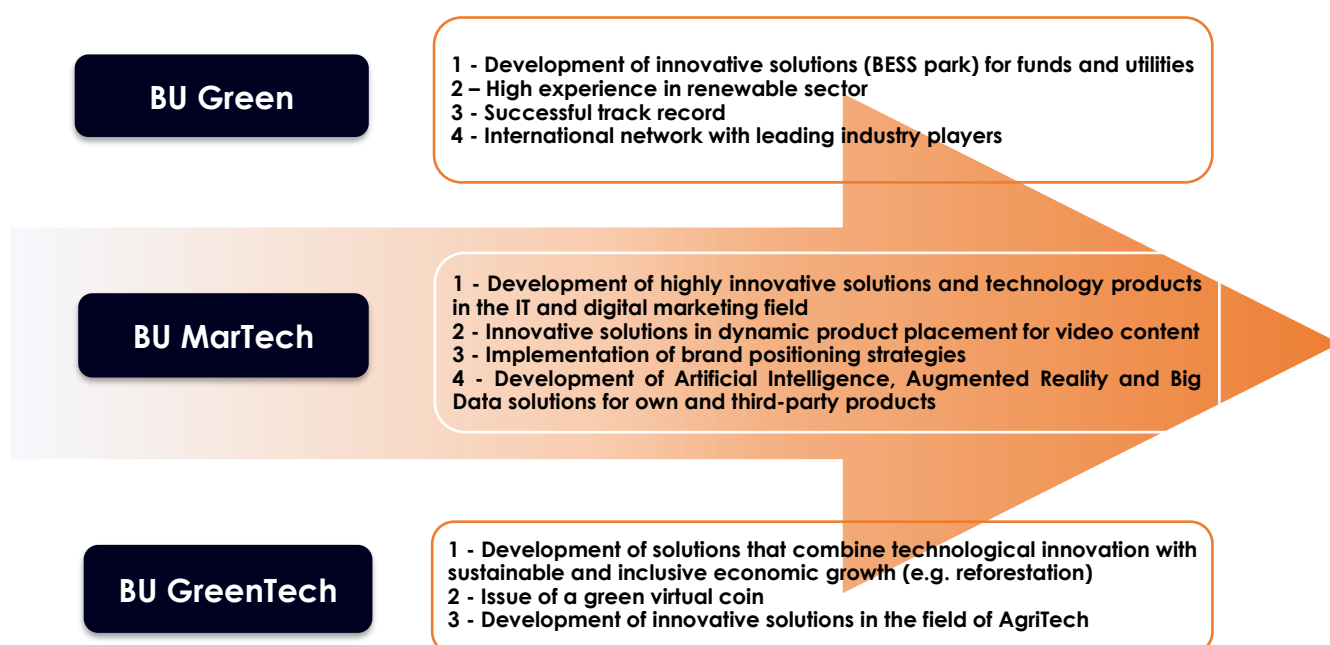 BU Green
1 - Development of innovative solutions (BESS park) for funds and utilities
2 – High experience in renewable sector
3 - Successful track record
4 - International network with leading industry players
BU MarTech
1 - Development of highly innovative solutions and technology products
in the IT and digital marketing field
2 - Innovative solutions in dynamic product placement for video content
3 - Implementation of brand positioning strategies
4 - Development of Artificial Intelligence, Augmented Reality and Big
Data solutions for own and third-party products
BU GreenTech
1 - Development of solutions that combine technological innovation with
sustainable and inclusive economic growth (e.g. reforestation)
2 - Issue of a green virtual coin
3 - Development of innovative solutions in the field of AgriTech